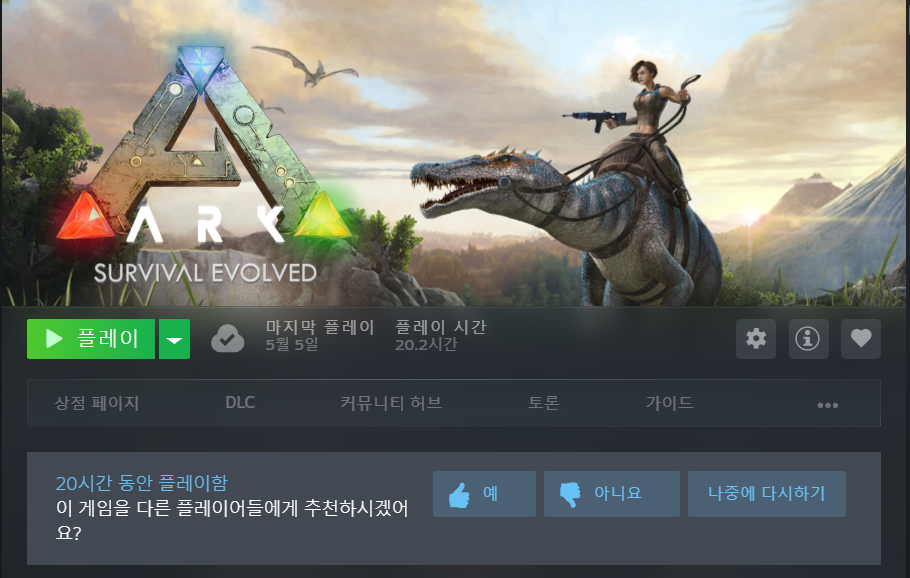 ARK
SURVIVAL EVOLVED
플레이
마지막 플레이
5월 5일
플레이 시간
20.2시간
상점 페이지
DLC
커뮤니티 허브
토론
가이드
20시간 동안 플레이함
이 게임을 다른 플레이어들에게 추천하시겠어
요?
예
아니요
나중에 다시하기